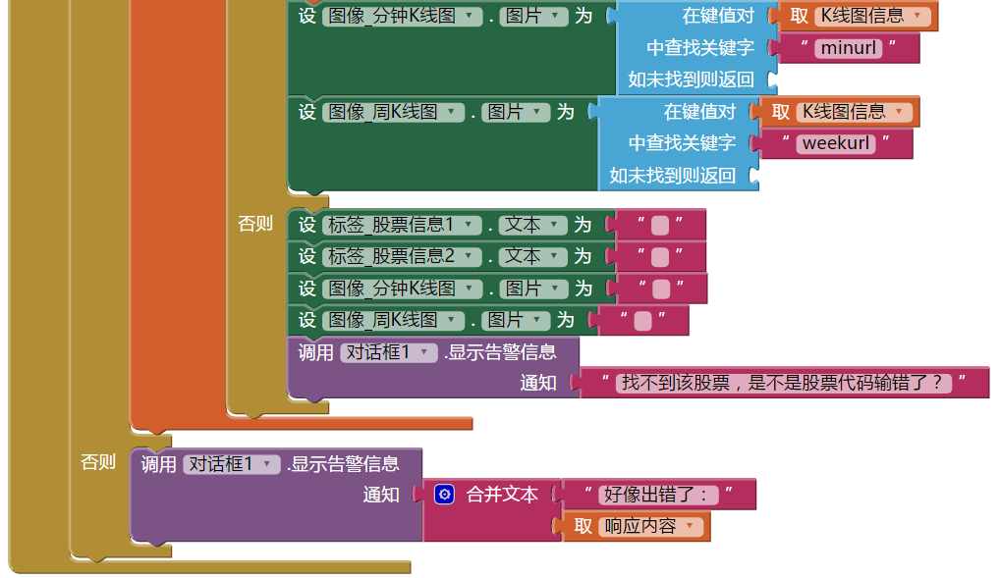 设 图像_分钟K线图 . 图片 为 在键值对 取 K线图信息
中查找关键字 “ minurl ”
如未找到则返回
设 图像_周K线图 . 图片 为 在键值对 取 K线图信息
中查找关键字 “ weekurl ”
如未找到则返回
否则 设 标签_股票信息1 . 文本 为 “ ”
设 标签_股票信息2 . 文本 为 “ ”
设 图像_分钟K线图 . 图片 为 “ ”
设 图像_周K线图 . 图片 为 “ ”
调用 对话框1 .显示告警信息
通知 “ 找不到该股票，是不是股票代码输错了？ ”
否则 调用 对话框1 .显示告警信息
通知 合并文本 “ 好像出错了： ”
取 响应内容